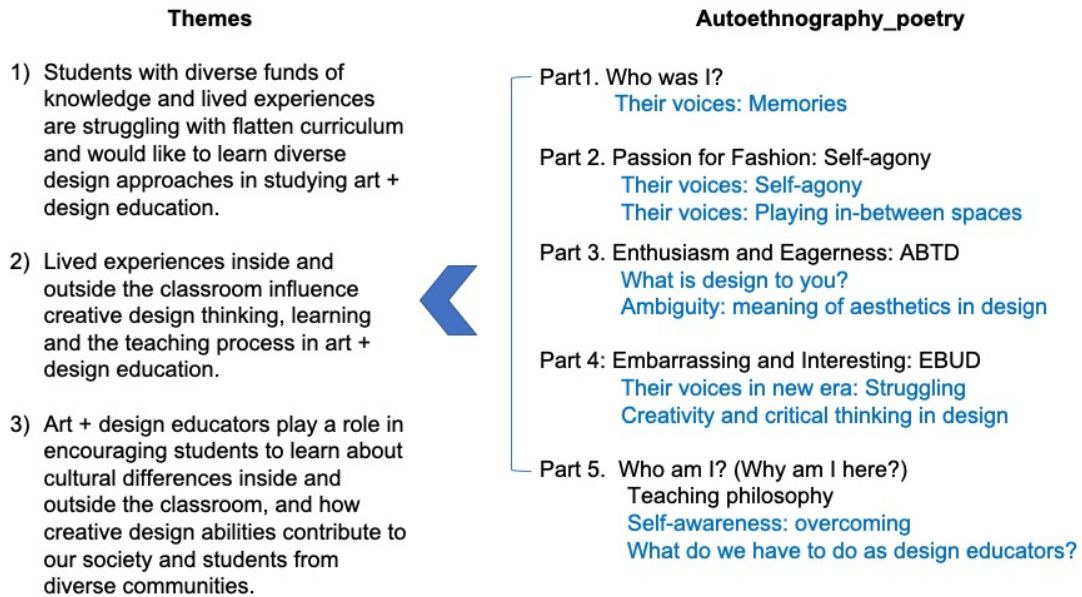 Themes
1) Students with diverse funds of
knowledge and lived experiences
are struggling with flatten curriculum
and would like to learn diverse
design approaches in studying art +
design education.
2) Lived experiences inside and
outside the classroom influence
creative design thinking, learning
and the teaching process in art +
design education.
3) Art + design educators play a role in
encouraging students to learn about
cultural differences inside and
outside the classroom, and how
creative design abilities contribute to
our society and students from
diverse communities.
Autoethnography_poetry
Part1. Who was I?
Their voices: Memories
Part 2. Passion for Fashion: Self-agony
Their voices: Self-agony
Their voices: Playing in-between spaces
Part 3. Enthusiasm and Eagerness: ABTD
What is design to you?
Ambiguity: meaning of aesthetics in design
Part 4: Embarrassing and Interesting: EBUD
Their voices in new era: Struggling
Creativity and critical thinking in design
Part 5. Who am I? (Why am I here?)
Teaching philosophy
Self-awareness: overcoming
What do we have to do as design educators?